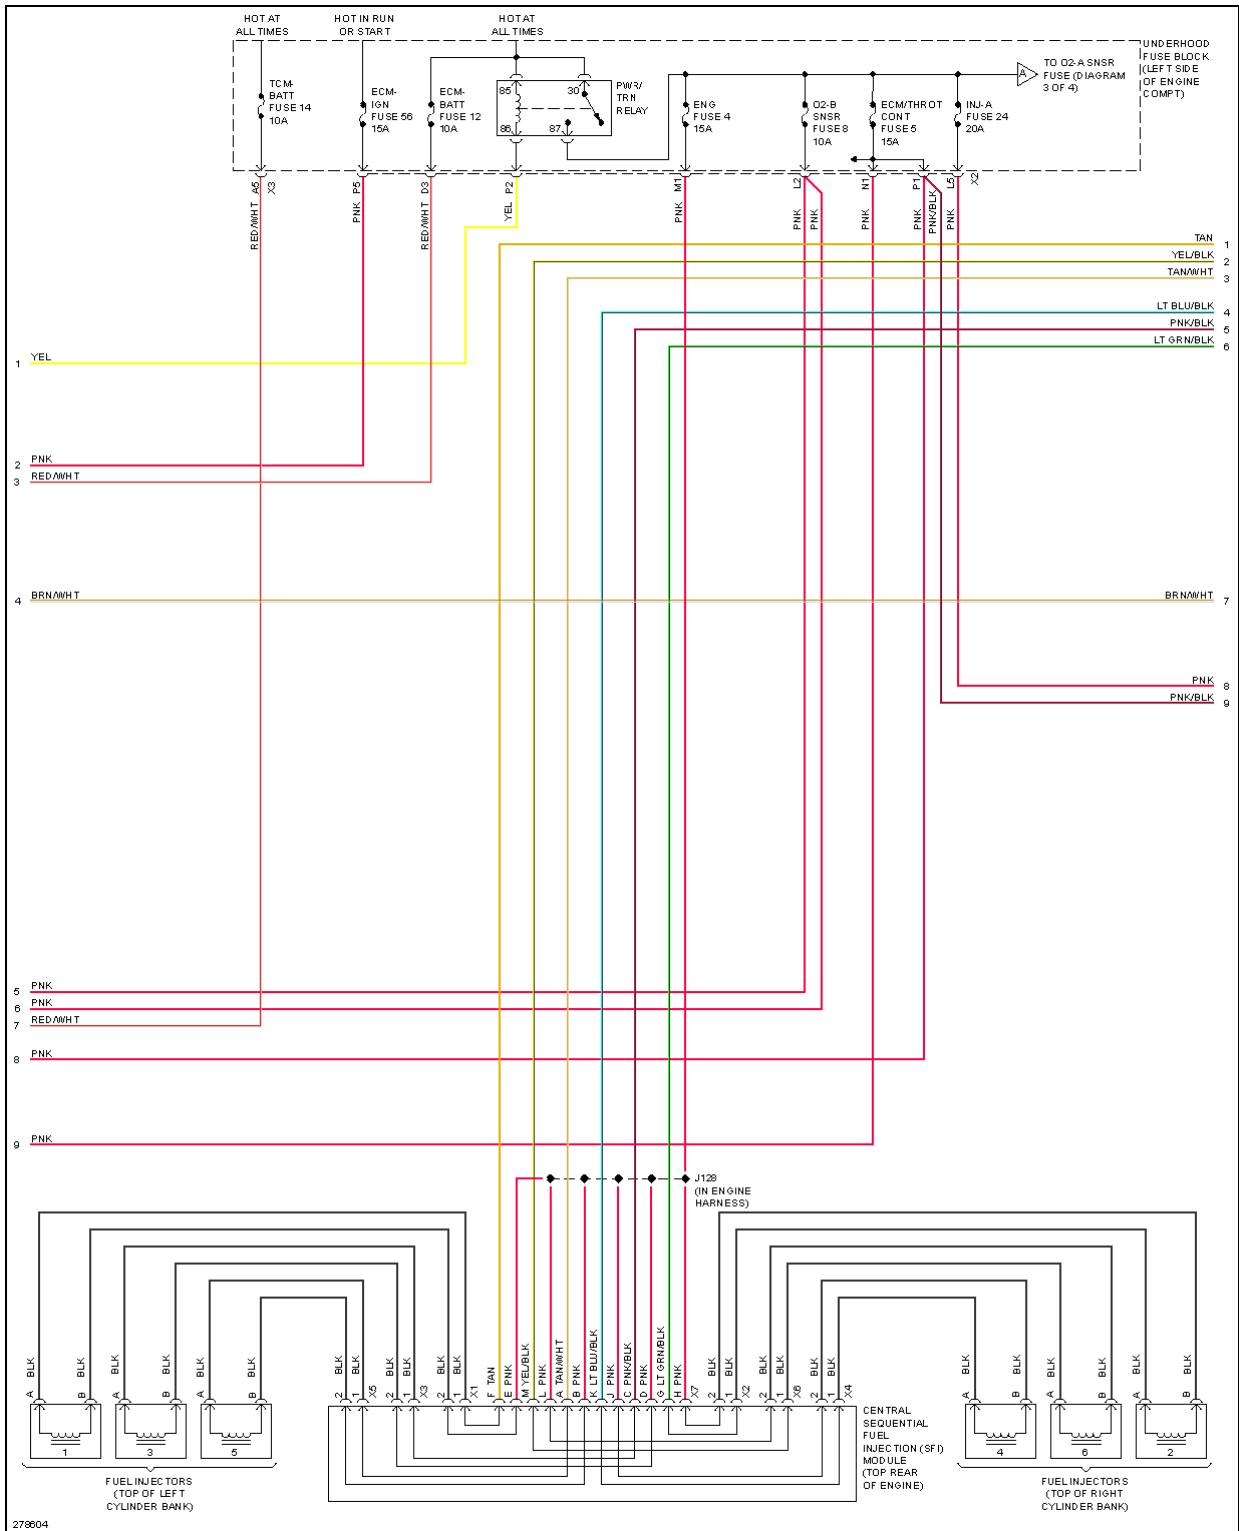 HOT AT
ALL TIMES
HOT IN RUN
OR START
HOT AT
ALL TIMES
UNDERHOOD
FUSE BLOCK
(LEFT SIDE
OF ENGINE
COMPT)
TCM-
BATT
FUSE 14
10A
ECM-
IGN
FUSE 56
15A
ECM-
BATT
FUSE 12
10A
85
30
86
87
PWR/
TRN
RELAY
ENG
FUSE 4
15A
O2-B
SNSR
FUSE 8
10A
ECM/THROT
CONT
FUSE 5
15A
INJ-A
FUSE 24
20A
A
TO O2-A SNSR
FUSE (DIAGRAM
3 OF 4)
A5
X3
P5
D3
P2
M1
L2
N1
P1
L5
X2
RED/WHT
PNK
RED/WHT
YEL
PNK
PNK
PNK
PNK
PNK
PNK/BLK
PNK
TAN 1
YEL/BLK 2
TAN/WHT 3
LT BLU/BLK 4
PNK/BLK 5
LT GRN/BLK 6
1 YEL
2 PNK
3 RED/WHT
4 BRN/WHT
BRN/WHT 7
PNK 8
PNK/BLK 9
5 PNK
6 PNK
7 RED/WHT
8 PNK
9 PNK
J128
(IN ENGINE
HARNESS)
A BLK
B BLK
A BLK
B BLK
A BLK
B BLK
2 BLK
1 BLK
X5
2 BLK
1 BLK
X3
2 BLK
1 BLK
X1
F TAN
E PNK
M YEL/BLK
L PNK
A TAN/WHT
B PNK
K LT BLU/BLK
J PNK
C PNK/BLK
D PNK
G LT GRN/BLK
H PNK
X7
2 BLK
1 BLK
X2
2 BLK
1 BLK
X6
2 BLK
1 BLK
X4
A BLK
B BLK
A BLK
B BLK
A BLK
B BLK
1
3
5
4
6
2
FUEL INJECTORS
(TOP OF LEFT
CYLINDER BANK)
CENTRAL
SEQUENTIAL
FUEL
INJECTION (SFI)
MODULE
(TOP REAR
OF ENGINE)
FUEL INJECTORS
(TOP OF RIGHT
CYLINDER BANK)
278604